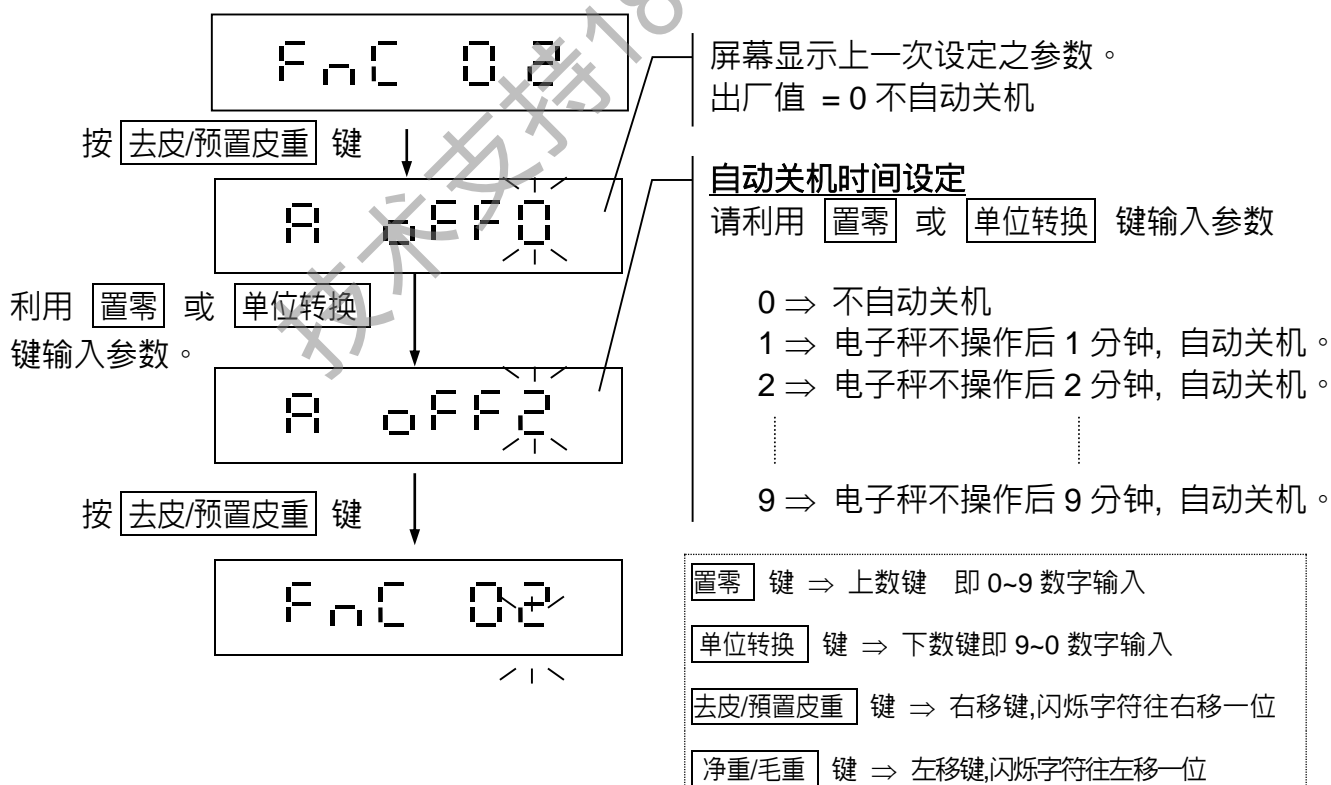 FnC 02
按 去皮/预置皮重 键
A oFF0
利用 置零 或 单位转换
键输入参数。
A oFF2
按 去皮/预置皮重 键
FnC 02
屏幕显示上一次设定之参数。
出厂值 = 0 不自动关机
自动关机时间设定
请利用 置零 或 单位转换 键输入参数
0 ⇒ 不自动关机
1 ⇒ 电子秤不操作后 1 分钟, 自动关机。
2 ⇒ 电子秤不操作后 2 分钟, 自动关机。
9 ⇒ 电子秤不操作后 9 分钟, 自动关机。
置零 键 ⇒ 上数键 即 0~9 数字输入
单位转换 键 ⇒ 下数键即 9~0 数字输入
去皮/預置皮重 键 ⇒ 右移键,闪烁字符往右移一位
净重/毛重 键 ⇒ 左移键,闪烁字符往左移一位
技术支持18